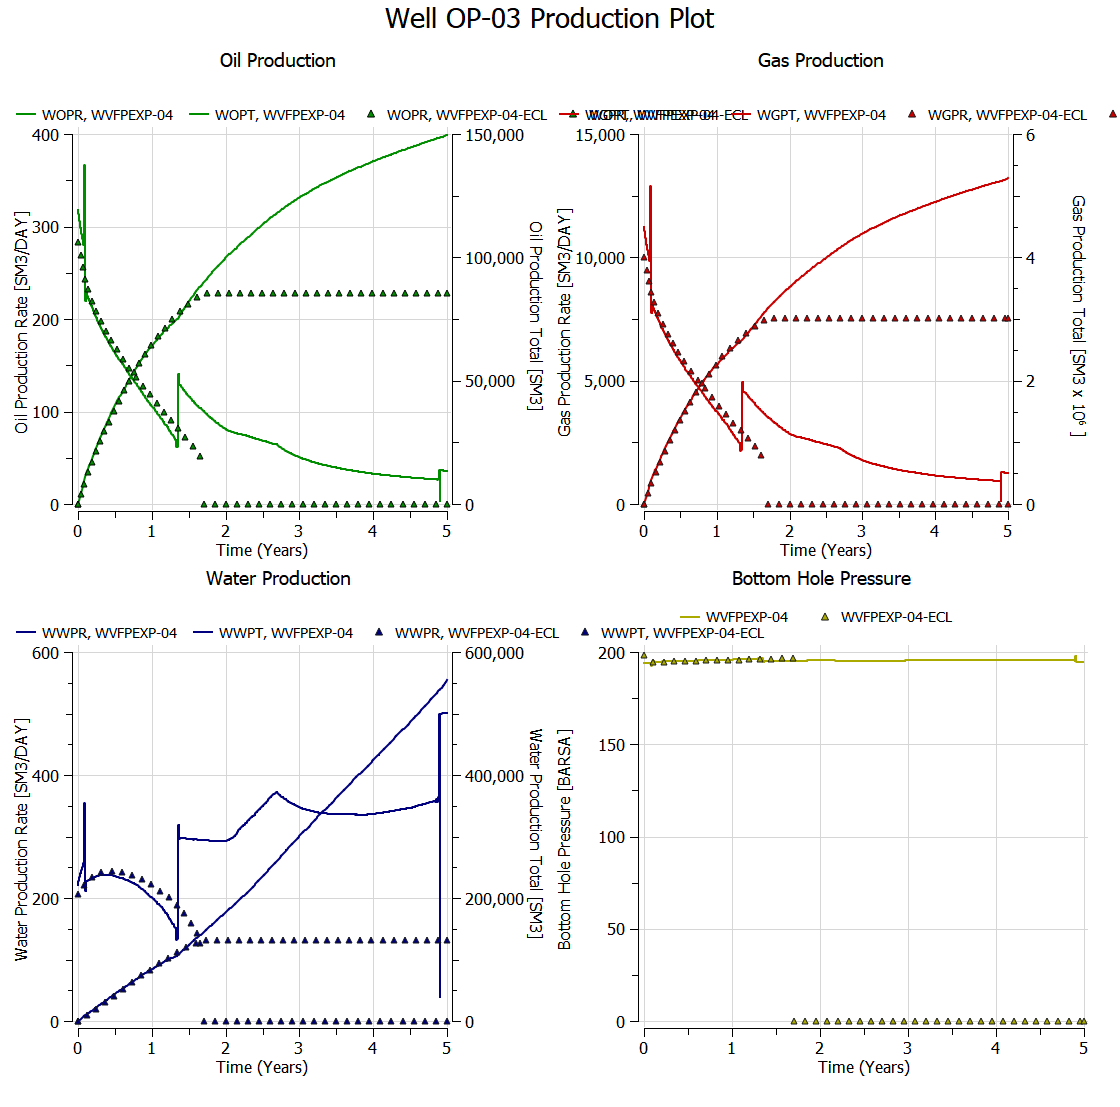 Well OP-03 Production Plot
Oil Production
WOPR, WVFPEXP-04 WOPT, WVFPEXP-04 WOPR, WVFPEXP-04-ECL
400
300
200
100
0
150,000
100,000
50,000
0
Oil Production Rate [SM3/DAY]
Oil Production Total [SM3]
0 1 2 3 4 5
Time (Years)
Gas Production
WGPT, WVFPEXP-04 WGPR, WVFPEXP-04-ECL
15,000
10,000
5,000
0
6
4
2
0
Gas Production Rate [SM3/DAY]
Gas Production Total [SM3 x 10⁶ ]
0 1 2 3 4 5
Time (Years)
Water Production
WWPR, WVFPEXP-04 WWPT, WVFPEXP-04 WWPR, WVFPEXP-04-ECL WWPT, WVFPEXP-04-ECL
600
400
200
0
600,000
400,000
200,000
0
Water Production Rate [SM3/DAY]
Water Production Total [SM3]
0 1 2 3 4 5
Time (Years)
Bottom Hole Pressure
WVFPEXP-04 WVFPEXP-04-ECL
200
150
100
50
0
Bottom Hole Pressure [BARSA]
0 1 2 3 4 5
Time (Years)